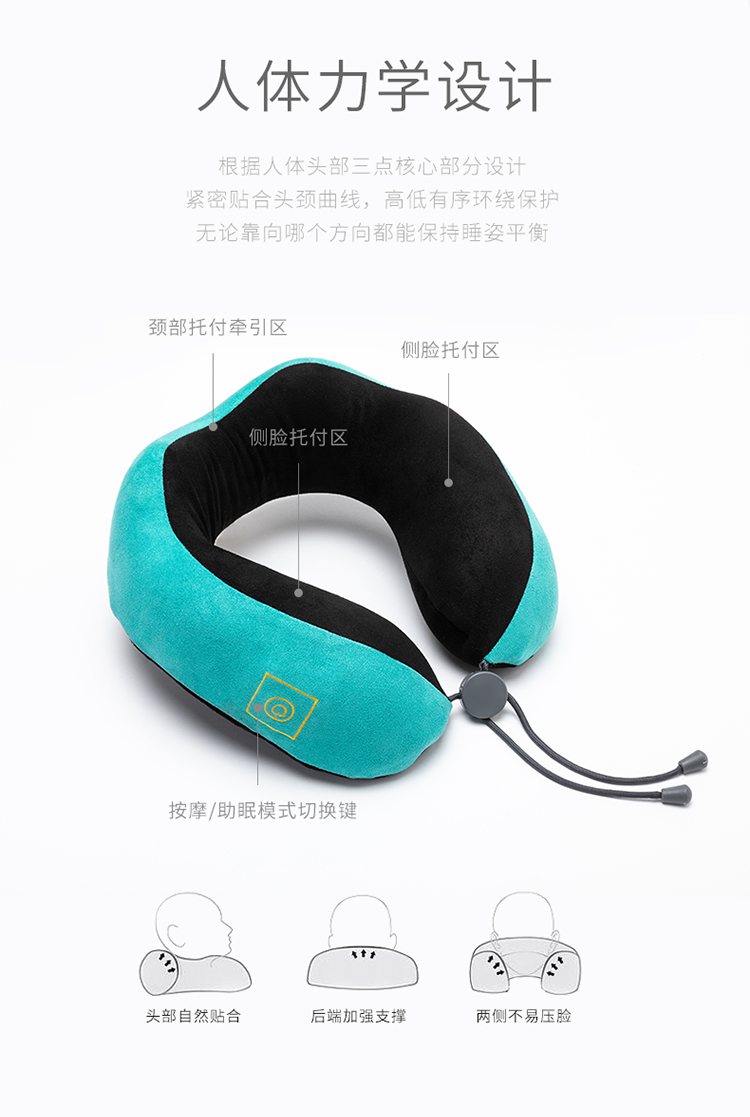 人体力学设计
根据人体头部三点核心部分设计
紧密贴合头颈曲线，高低有序环绕保护
无论靠向哪个方向都能保持睡姿平衡
颈部托付牵引区
侧脸托付区
侧脸托付区
按摩/助眠模式切换键
头部自然贴合
后端加强支撑
两侧不易压脸